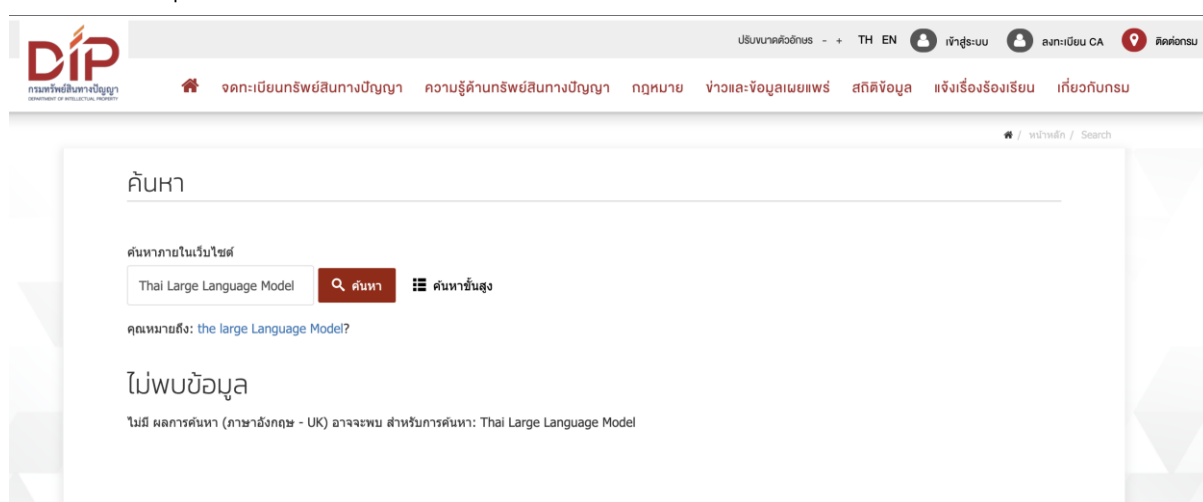 ปรับขนาดตัวอักษร - + TH EN เข้าสู่ระบบ ลงทะเบียน CA ติดต่อกรม
DIP
กรมทรัพย์สินทางปัญญา
DEPARTMENT OF INTELLECTUAL PROPERTY
จดทะเบียนทรัพย์สินทางปัญญา ความรู้ด้านทรัพย์สินทางปัญญา กฎหมาย ข่าวและข้อมูลเผยแพร่ สถิติข้อมูล แจ้งเรื่องร้องเรียน เกี่ยวกับกรม
/ หน้าหลัก / Search
ค้นหา
ค้นหาภายในเว็บไซต์
Thai Large Language Model ค้นหา ค้นหาขั้นสูง
คุณหมายถึง: the large Language Model?
ไม่พบข้อมูล
ไม่มี ผลการค้นหา (ภาษาอังกฤษ - UK) อาจจะพบ สำหรับการค้นหา: Thai Large Language Model